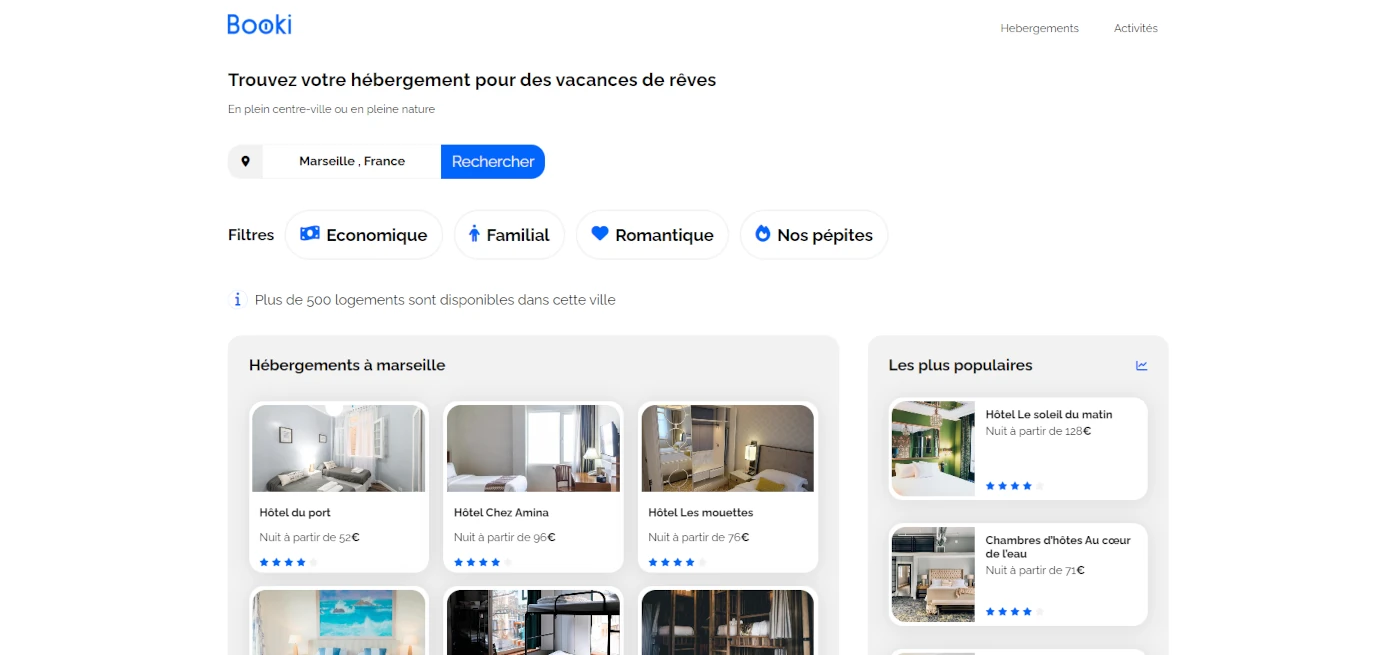 Booki
Hebergements
Activités
Trouvez votre hébergement pour des vacances de rêves
En plein centre-ville ou en pleine nature
Marseille , France
Rechercher
Filtres
Economique
Familial
Romantique
Nos pépites
Plus de 500 logements sont disponibles dans cette ville
Hébergements à marseille
Hôtel du port
Nuit à partir de 52€
Hôtel Chez Amina
Nuit à partir de 96€
Hôtel Les mouettes
Nuit à partir de 76€
Les plus populaires
Hôtel Le soleil du matin
Nuit à partir de 128€
Chambres d'hôtes Au cœur
de l'eau
Nuit à partir de 71€